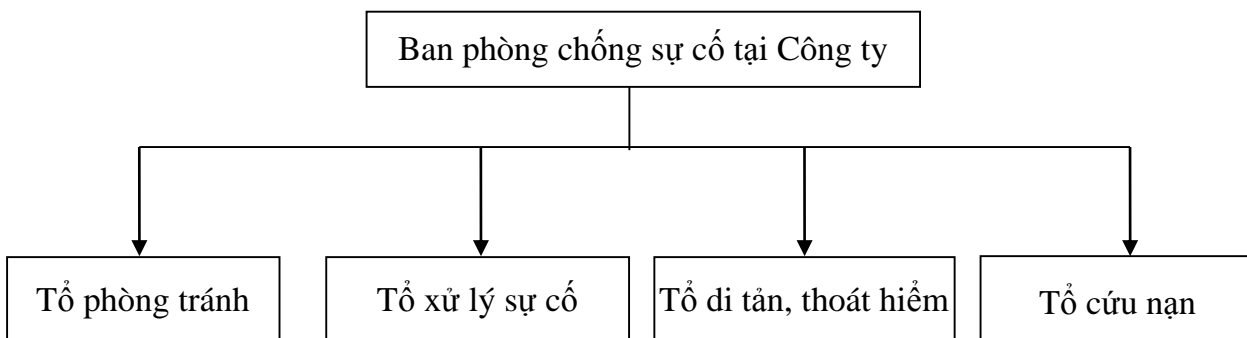 Ban phòng chống sự cố tại Công ty
Tổ phòng tránh
Tổ xử lý sự cố
Tổ di tản, thoát hiểm
Tổ cứu nạn